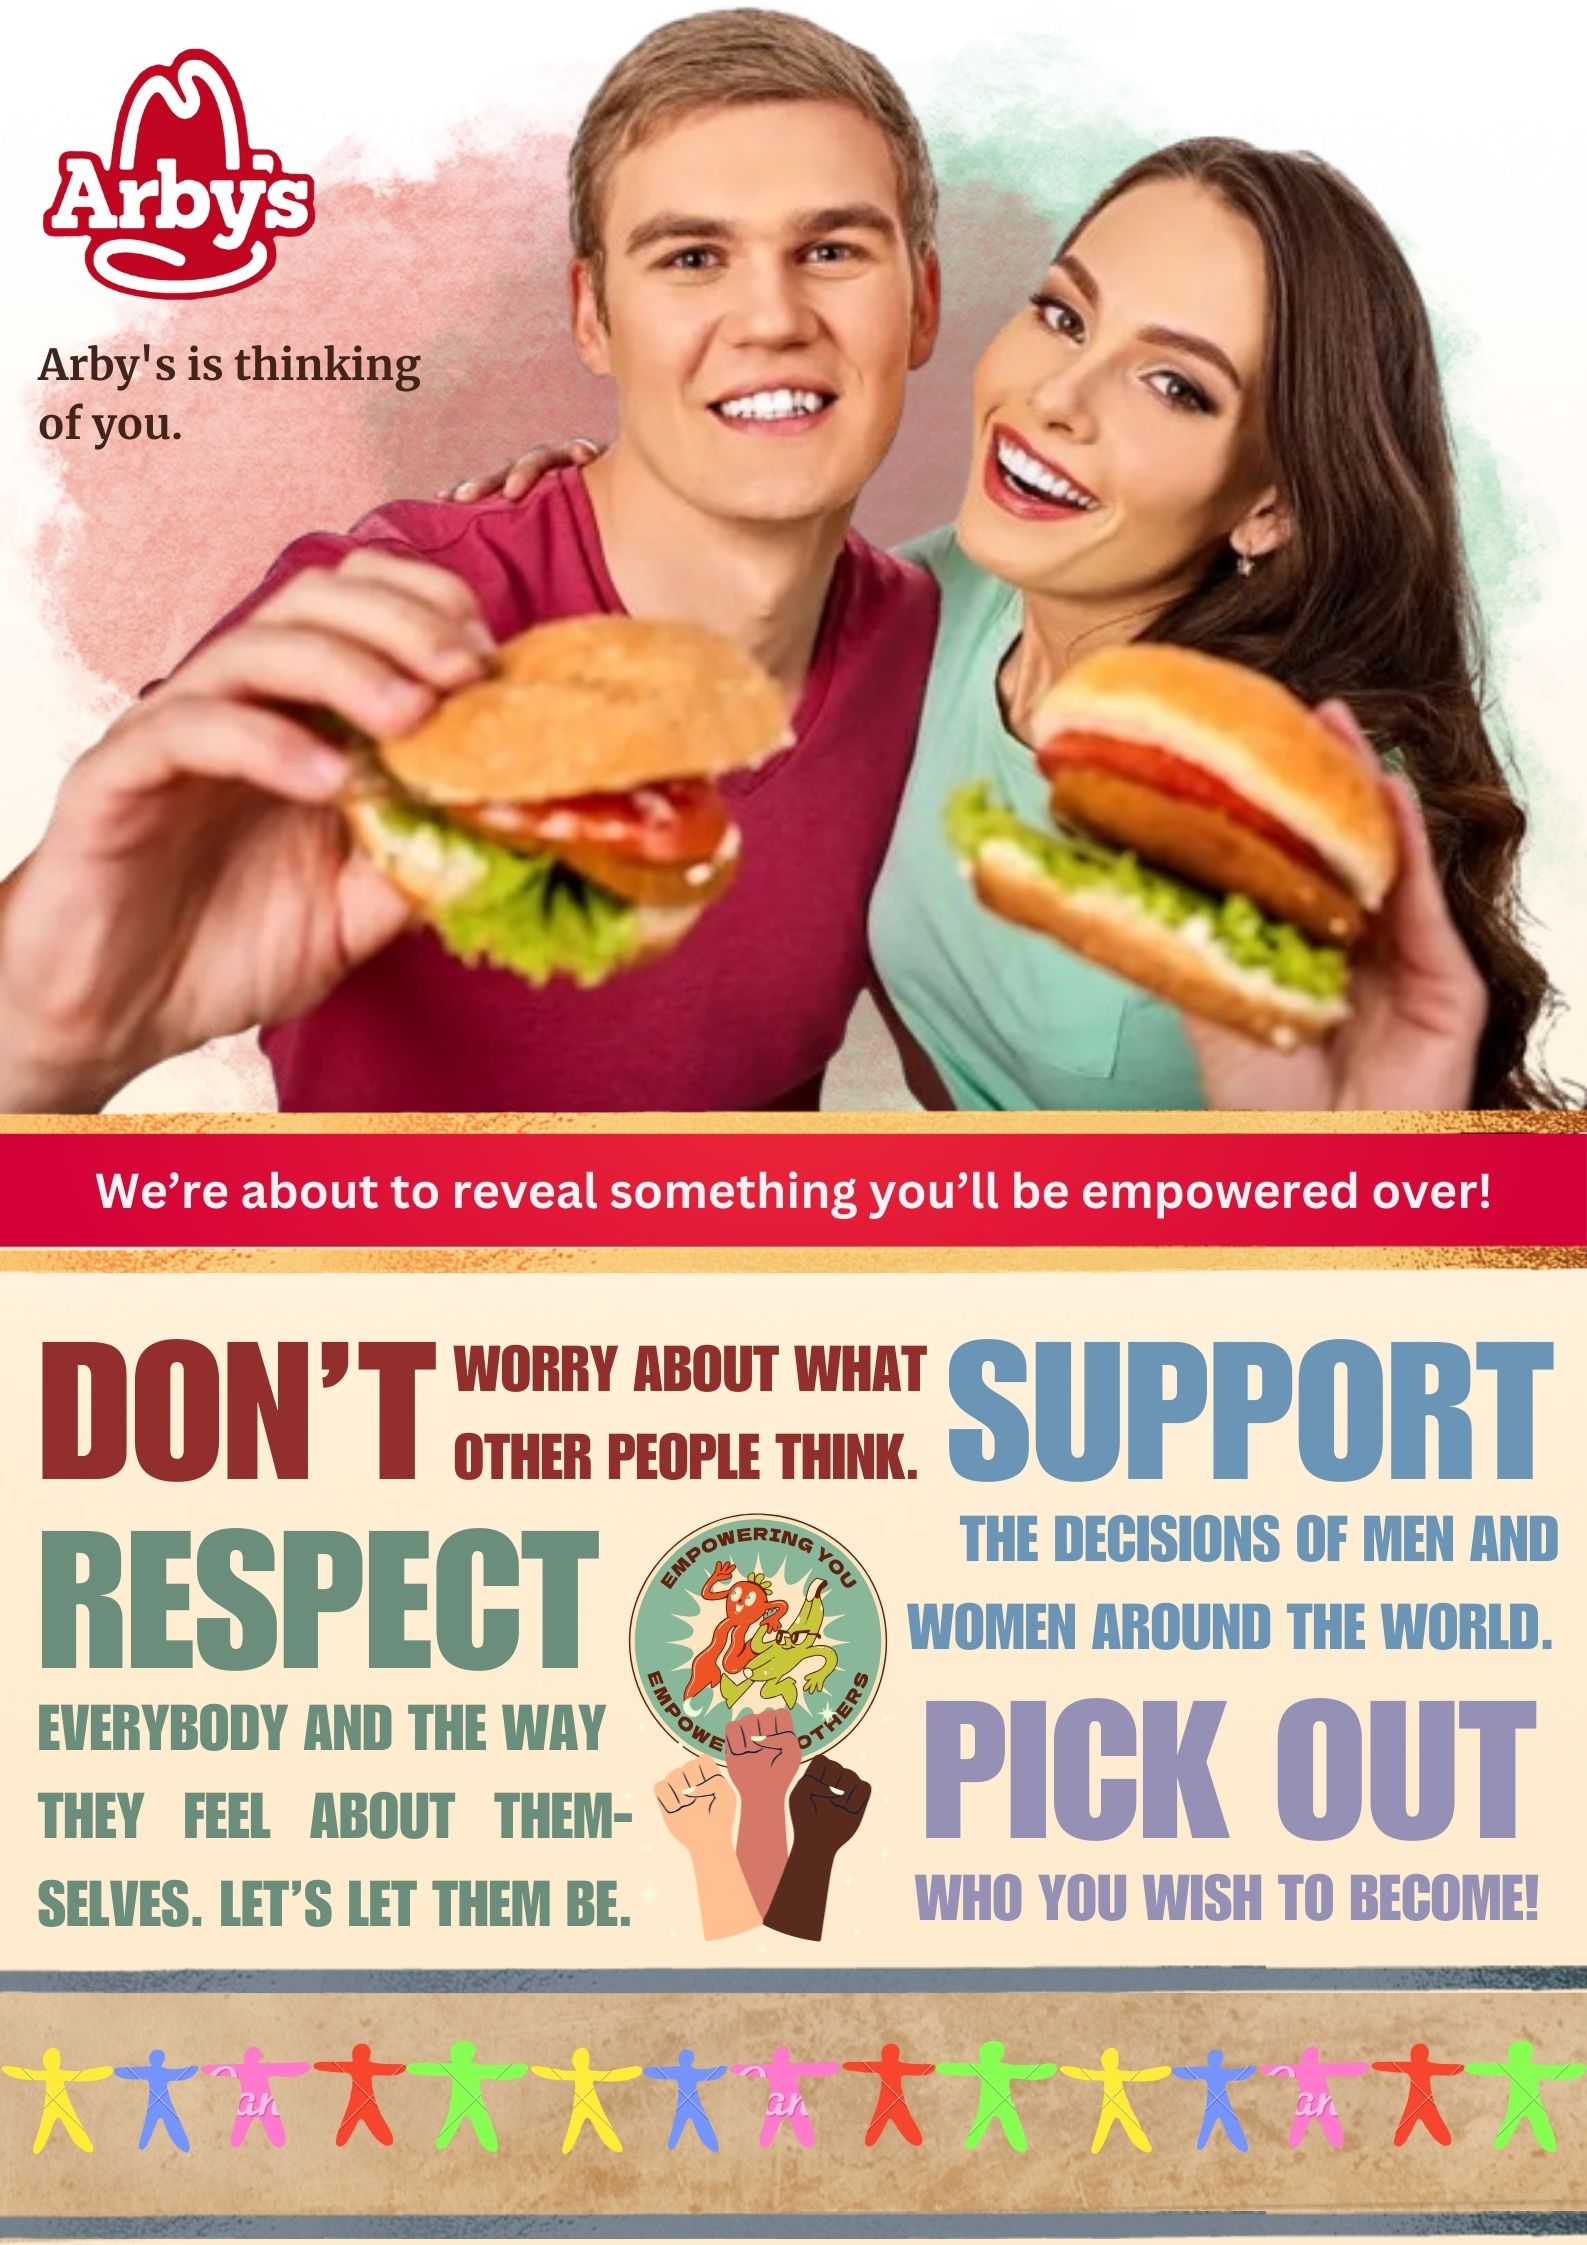 Arby's
Arby's is thinking
of you.
We’re about to reveal something you’ll be empowered over!
DON’T
WORRY ABOUT WHAT
OTHER PEOPLE THINK.
SUPPORT
THE DECISIONS OF MEN AND
WOMEN AROUND THE WORLD.
RESPECT
EVERYBODY AND THE WAY
THEY FEEL ABOUT THEM-
SELVES. LET’S LET THEM BE.
EMPOWERING YOU
EMPOWE OTHERS
PICK OUT
WHO YOU WISH TO BECOME!